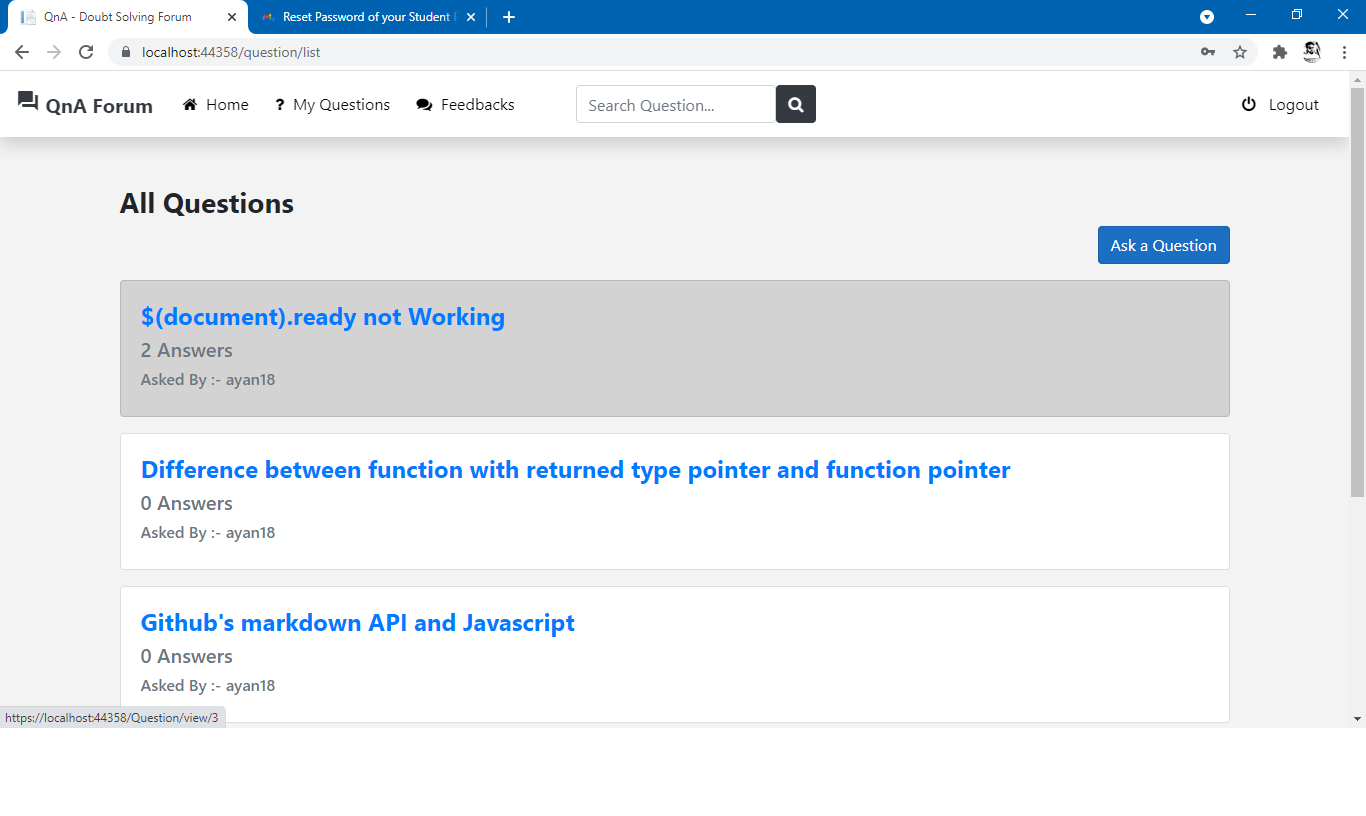 QnA - Doubt Solving Forum
Reset Password of your Student
localhost:44358/question/list
QnA Forum Home ? My Questions Feedbacks Search Question... Logout
All Questions
Ask a Question
$(document).ready not Working
2 Answers
Asked By :- ayan18
Difference between function with returned type pointer and function pointer
0 Answers
Asked By :- ayan18
Github's markdown API and Javascript
0 Answers
Asked By :- ayan18
https://localhost:44358/Question/view/3